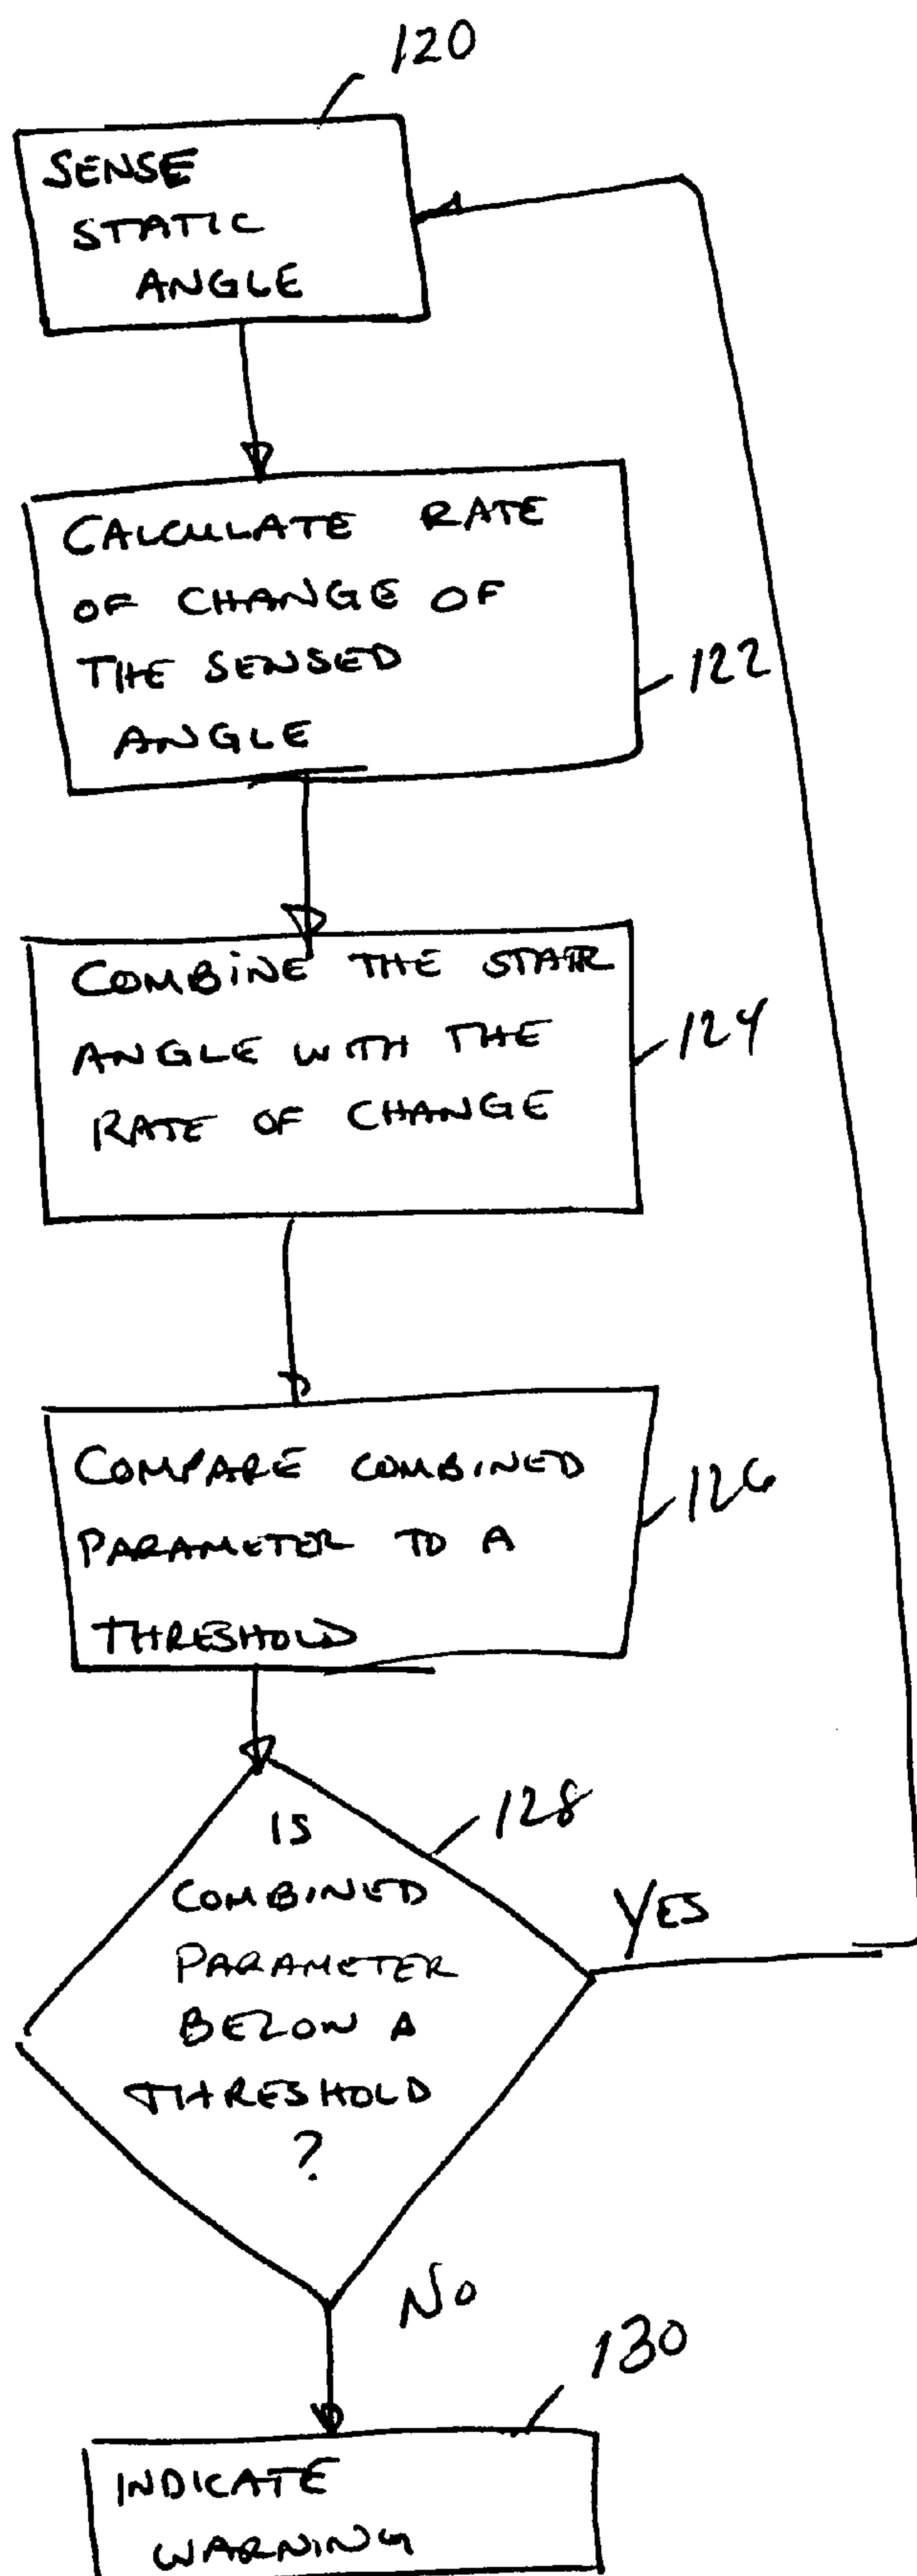 120
SENSE
STATIC
ANGLE
CALCULATE RATE
OF CHANGE OF
THE SENSED
ANGLE
122
COMBINE THE
ANGLE WITH THE
RATE OF CHANGE
124
COMPARE COMBINED
PARAMETER TO A
THRESHOLD
126
IS
COMBINED
PARAMETER
BELOW A
THRESHOLD
?
128
YES
NO
130
INDICATE
WARNING